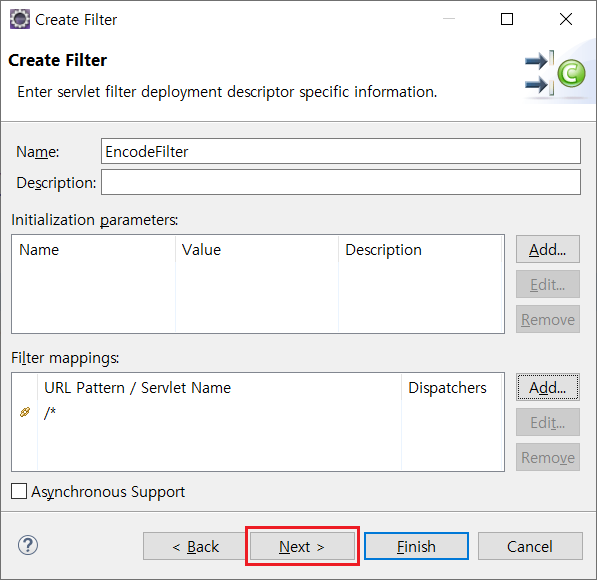 Create Filter
Create Filter
Enter servlet filter deployment descriptor specific information.
Name: EncodeFilter
Description:
Initialization parameters:
Name Value Description
Add...
Edit...
Remove
Filter mappings:
URL Pattern / Servlet Name Dispatchers
/*
Add...
Edit...
Remove
Asynchronous Support
? < Back Next > Finish Cancel